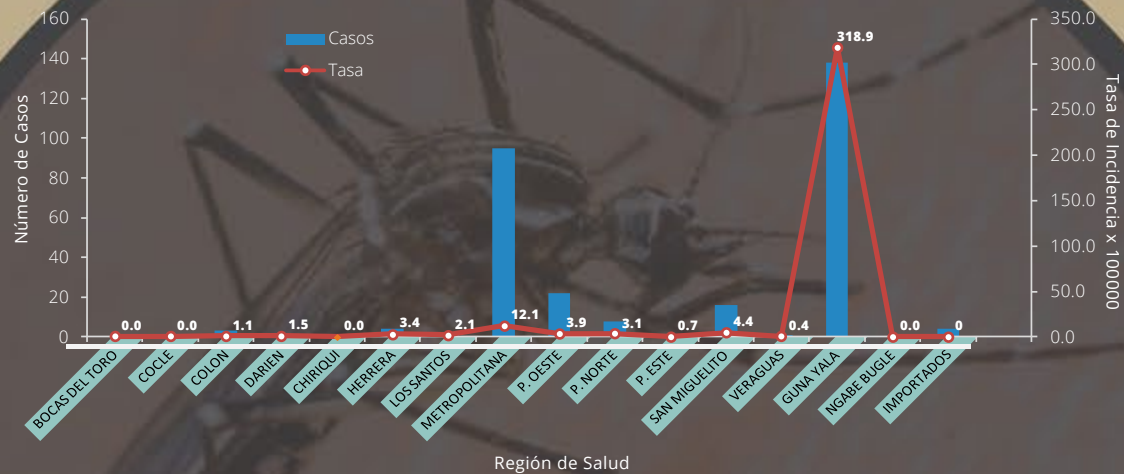 Casos
Tasa
Número de Casos
160
140
120
100
80
60
40
20
0
Tasa de Incidencia x 100000
350.0
300.0
250.0
200.0
150.0
100.0
50.0
0.0
0.0
0.0
1.1
1.5
0.0
3.4
2.1
12.1
3.9
3.1
0.7
4.4
0.4
318.9
0.0
0
BOCAS DEL TORO
COCLE
COLON
DARIEN
CHIRIQUI
HERRERA
LOS SANTOS
METROPOLITANA
P. OESTE
P. NORTE
P. ESTE
SAN MIGUELITO
VERAGUAS
GUNA YALA
NGABE BUGLE
IMPORTADOS
Región de Salud